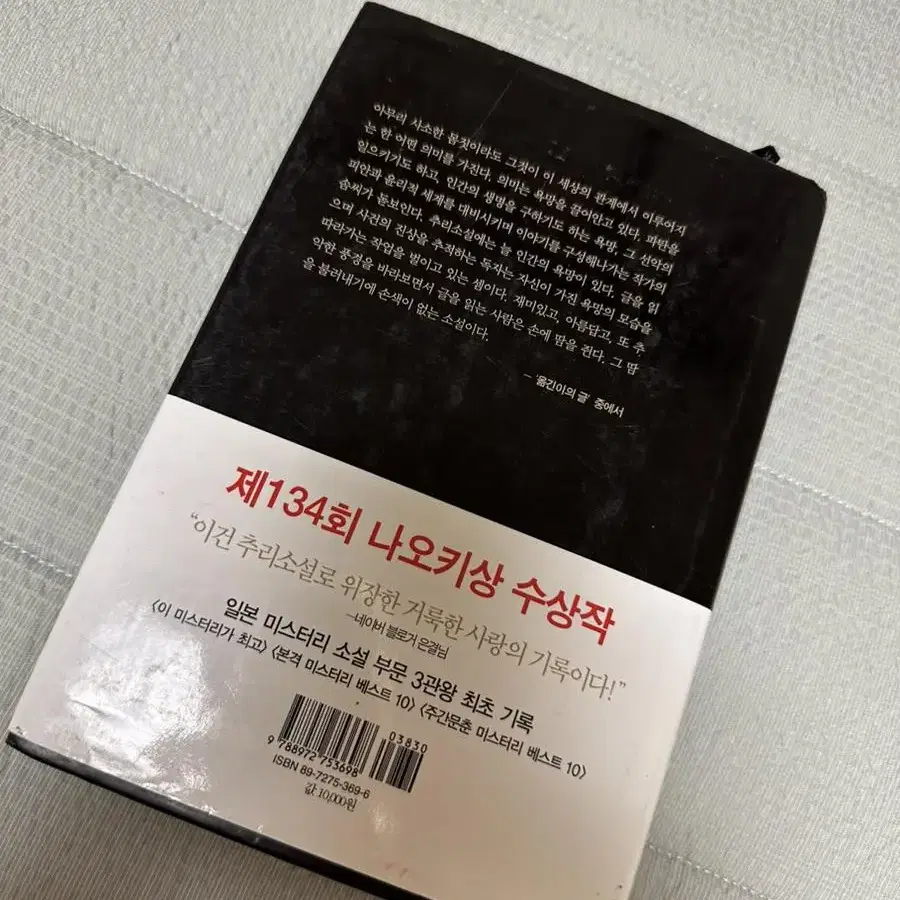 아무리 사소한 몸짓이라도 그것이 이 세상의 관계에서 이루어지
는 한 어떤 의미를 가진다. 의미는 욕망을 끌어안고 있다. 파란을
일으키기도 하고, 인간의 생명을 구하기도 하는 욕망, 그 선악의
피안과 윤리적 세계를 대비시키며 이야기를 구성해나가는 작가의
솜씨가 돋보인다. 추리소설에는 늘 인간의 욕망이 있다. 글을 읽
으며 사건의 진상을 추적하는 독자는 자신이 가진 욕망의 모습을
따라가는 작업을 벌이고 있는 셈이다. 재미있고, 아름답고, 또 추
악한 풍경을 바라보면서 글을 읽는 사람은 손에 땀을 쥔다. 그 땀
을 불러내기에 손색이 없는 소설이다.
— '옮긴이의 글' 중에서
제134회 나오키상 수상작
“이건 추리소설로 위장한 거룩한 사랑의 기록이다!”
—네이버 블로거 은결님
일본 미스터리 소설 부문 3관왕 최초 기록
〈이 미스터리가 최고〉 〈본격 미스터리 베스트 10〉 〈주간문춘 미스터리 베스트 10〉
03830
9 788972 753698
ISBN 89-7275-369-6
값 10,000원